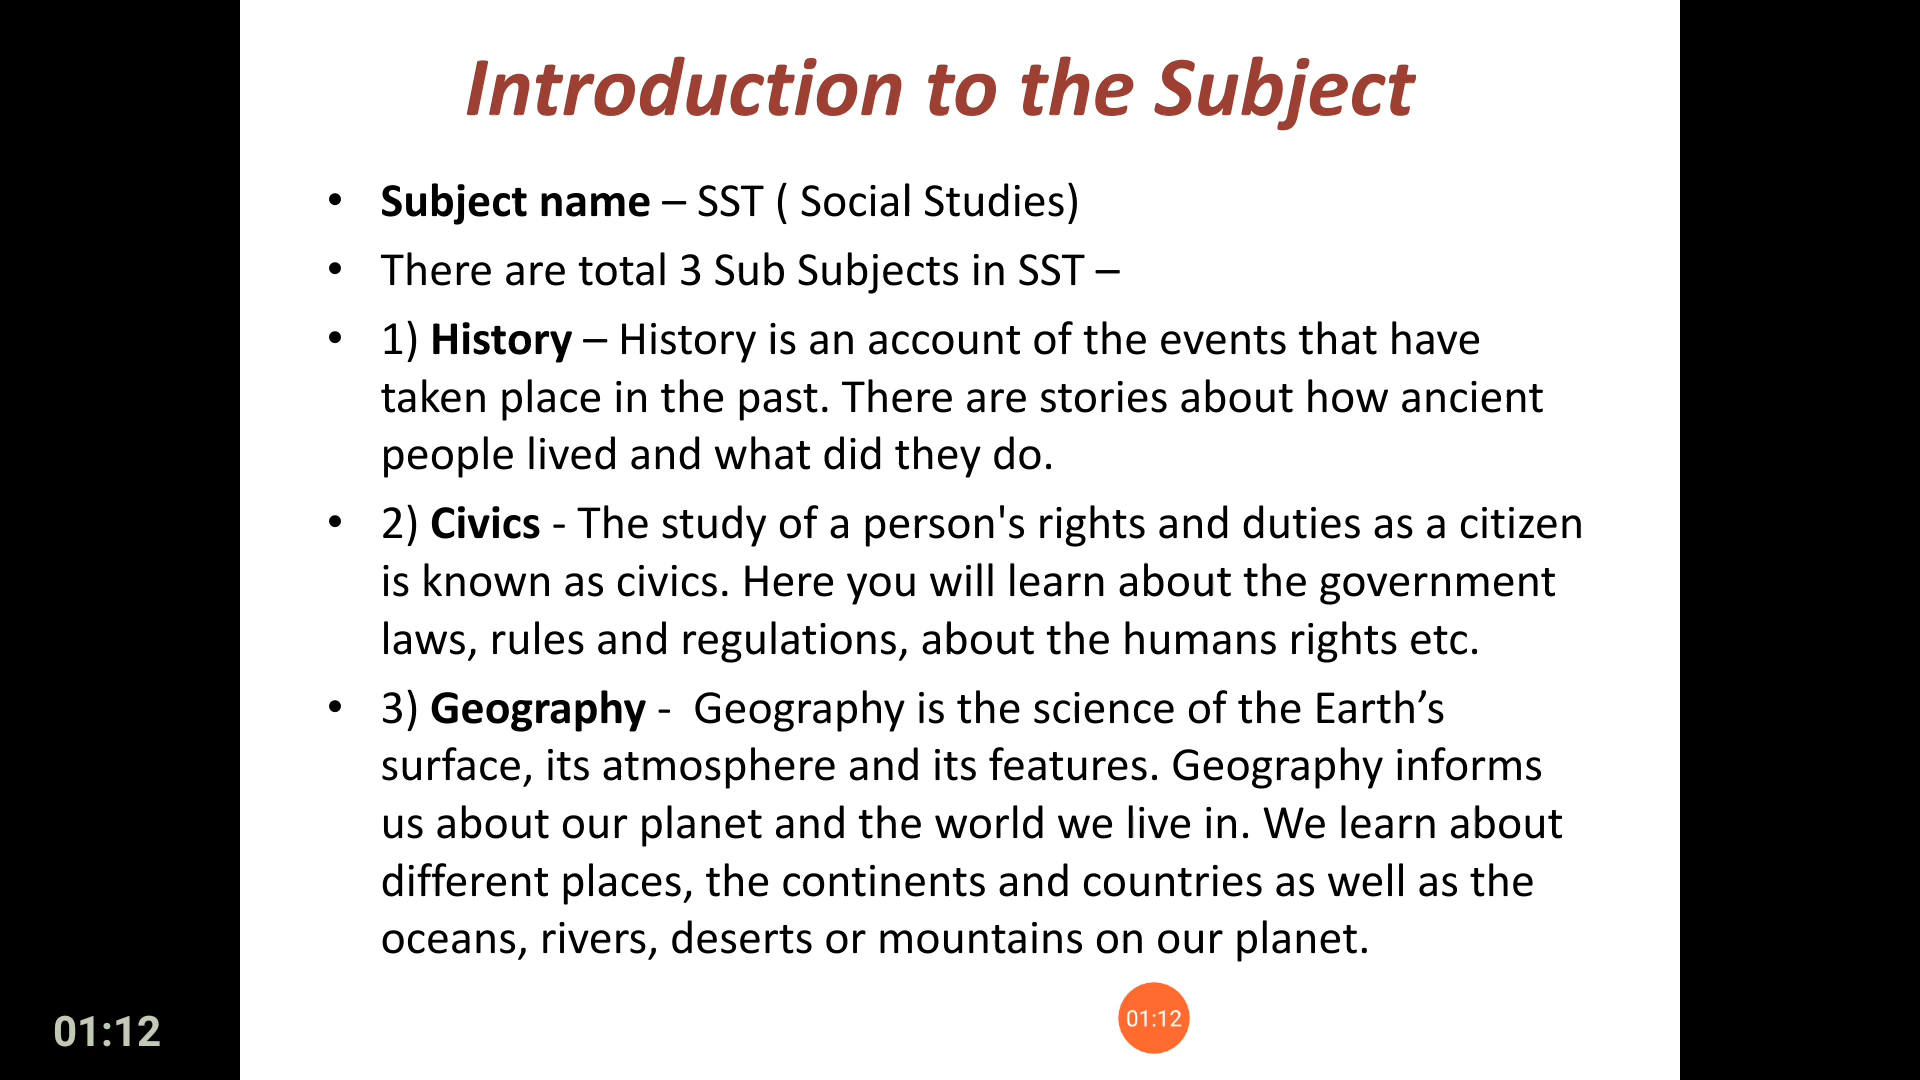 Introduction to the Subject
• Subject name – SST ( Social Studies)
• There are total 3 Sub Subjects in SST –
• 1) History – History is an account of the events that have
taken place in the past. There are stories about how ancient
people lived and what did they do.
• 2) Civics - The study of a person's rights and duties as a citizen
is known as civics. Here you will learn about the government
laws, rules and regulations, about the humans rights etc.
• 3) Geography -  Geography is the science of the Earth’s
surface, its atmosphere and its features. Geography informs
us about our planet and the world we live in. We learn about
different places, the continents and countries as well as the
oceans, rivers, deserts or mountains on our planet.
01:12
01:12